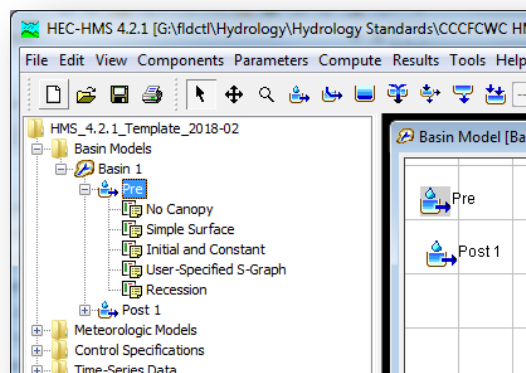 HEC-HMS 4.2.1 [G:\fldctl\Hydrology\Hydrology Standards\CCCFCWC HM
File Edit View Components Parameters Compute Results Tools Help
HMS_4.2.1_Template_2018-02
Basin Model [Ba
Basin Models
Basin 1
Pre
Pre
No Canopy
Simple Surface
Initial and Constant
Post 1
User-Specified S-Graph
Recession
Post 1
Meteorologic Models
Control Specifications
Time-Series Data